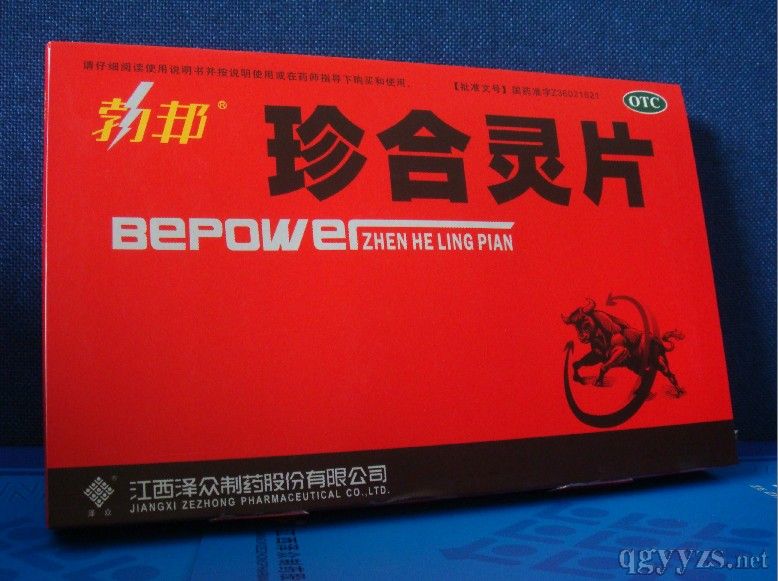 请仔细阅读使用说明书并按说明使用或在药师指导下购买和使用。
【批准文号】国药准字Z36021621
OTC
勃邦®
珍合灵片
BEPOWER ZHEN HE LING PIAN
泽众
江西泽众制药股份有限公司
JIANGXI ZEZHONG PHARMACEUTICAL CO.,LTD.
qgyyzs.net